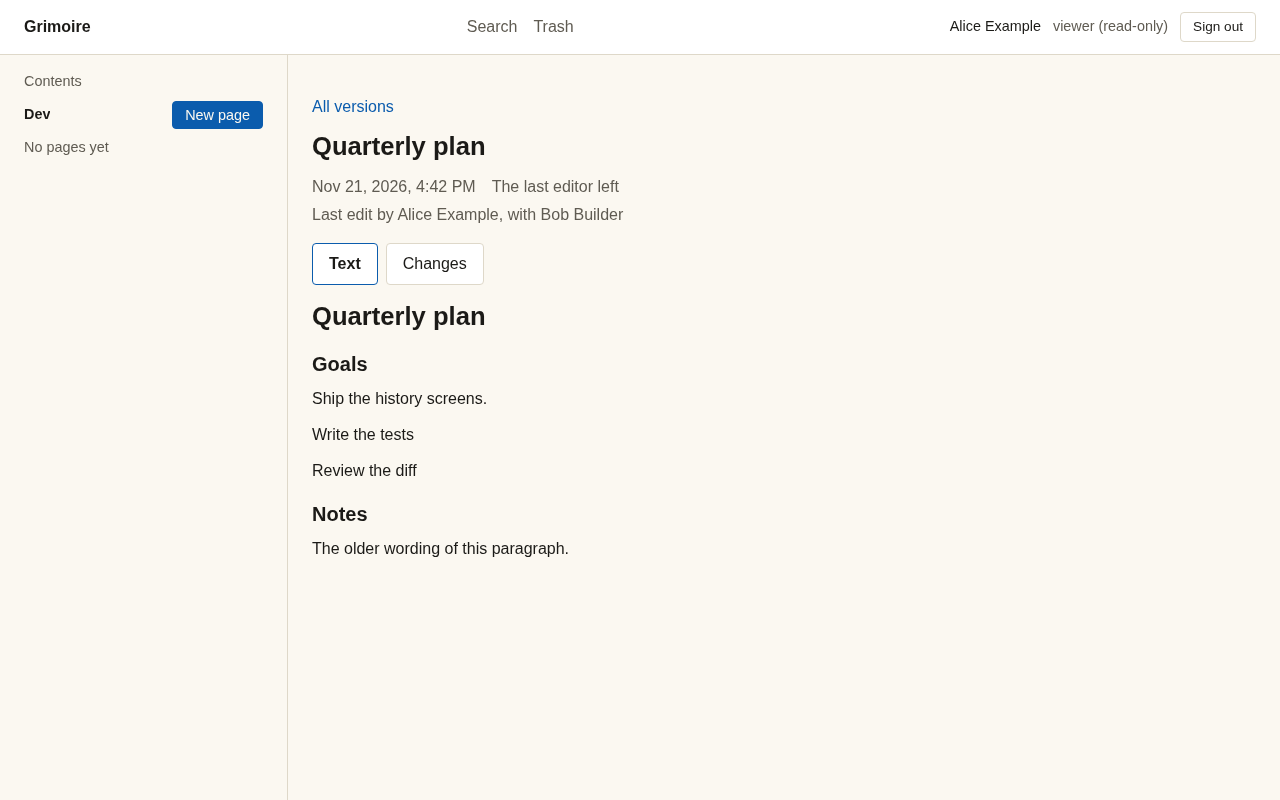 Grimoire
Search Trash
Alice Example viewer (read-only) Sign out
Contents
Dev New page
No pages yet
All versions
Quarterly plan
Nov 21, 2026, 4:42 PM The last editor left
Last edit by Alice Example, with Bob Builder
Text Changes
Quarterly plan
Goals
Ship the history screens.
Write the tests
Review the diff
Notes
The older wording of this paragraph.